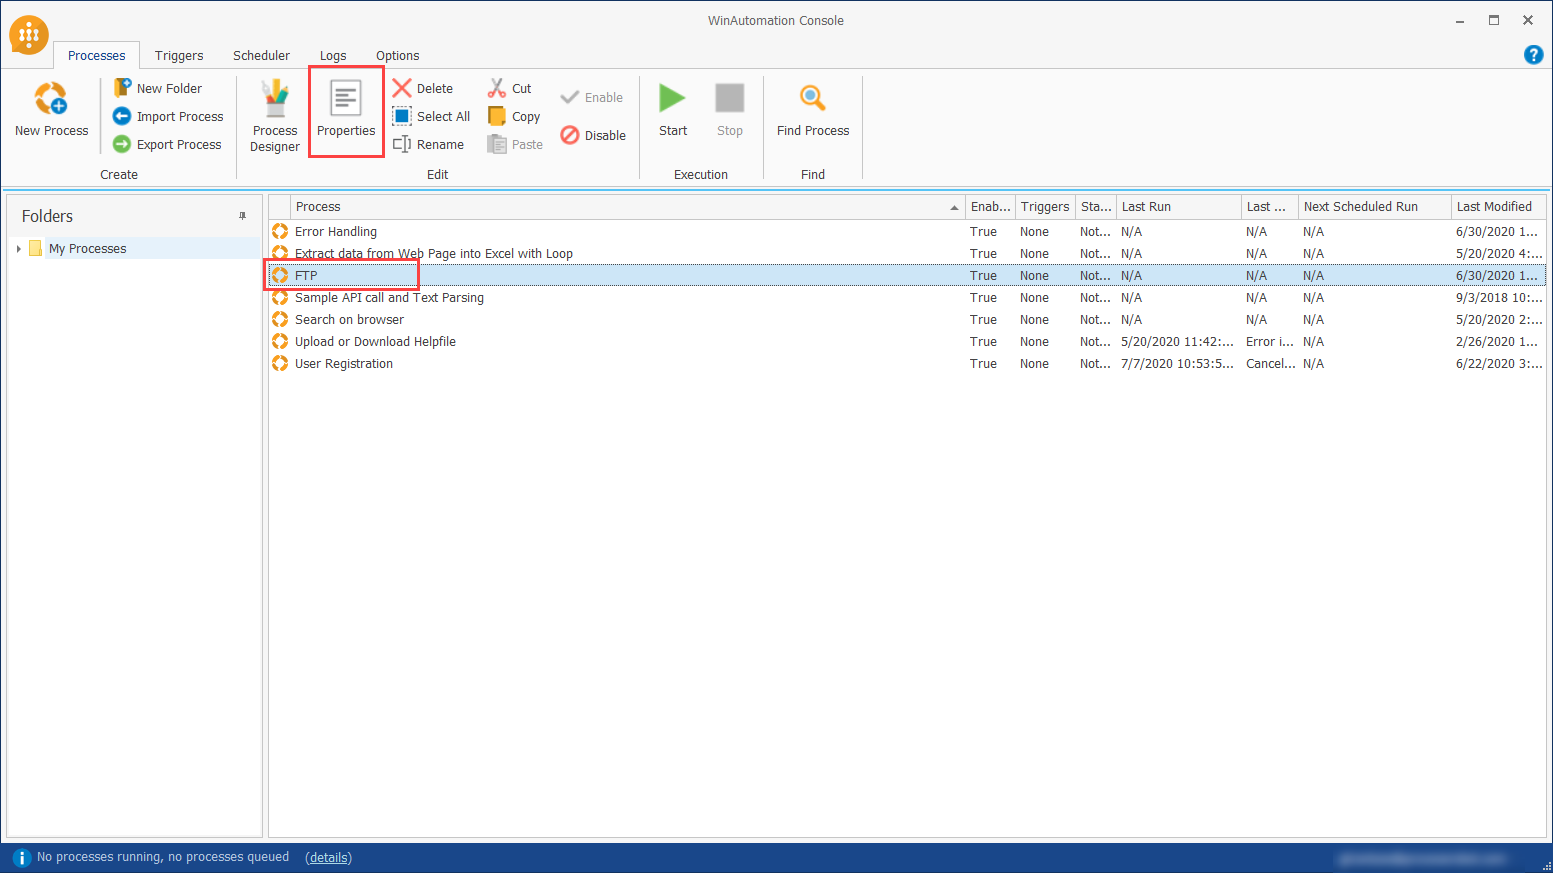 WinAutomation Console
Processes Triggers Scheduler Logs Options
New Process
New Folder
Import Process
Export Process
Create
Process
Designer
Properties
Delete
Select All
Rename
Cut
Copy
Paste
Enable
Disable
Edit
Start
Stop
Execution
Find Process
Find
Folders
My Processes
Process Enab... Triggers Sta... Last Run Last ... Next Scheduled Run Last Modified
Error Handling True None Not... N/A N/A N/A 6/30/2020 1...
Extract data from Web Page into Excel with Loop True None Not... N/A N/A N/A 5/20/2020 4:...
FTP True None Not... N/A N/A N/A 6/30/2020 1...
Sample API call and Text Parsing True None Not... N/A N/A N/A 9/3/2018 10:...
Search on browser True None Not... N/A N/A N/A 5/20/2020 2:...
Upload or Download Helpfile True None Not... 5/20/2020 11:42:... Error i... N/A 2/26/2020 1...
User Registration True None Not... 7/7/2020 10:53:5... Cancel... N/A 6/22/2020 3:...
No processes running, no processes queued (details)